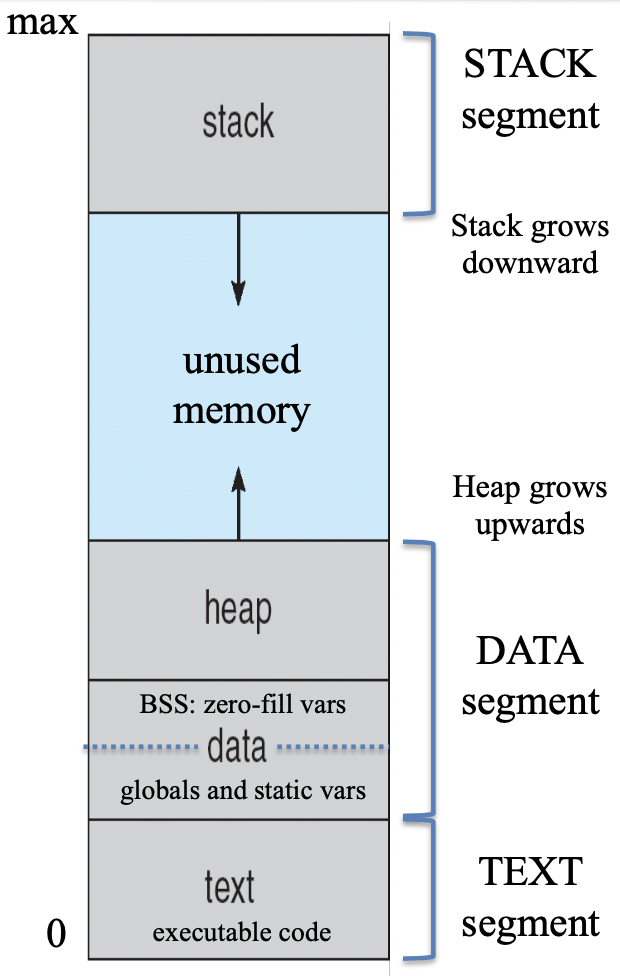 max
stack
STACK
segment
Stack grows
downward
unused
memory
Heap grows
upwards
heap
BSS: zero-fill vars
data
globals and static vars
DATA
segment
text
executable code
TEXT
segment
0